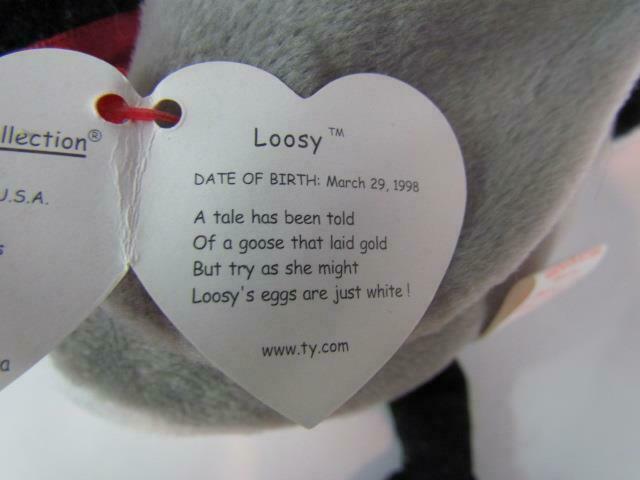 llection®
U.S.A.
Loosy™
DATE OF BIRTH: March 29, 1998
A tale has been told
Of a goose that laid gold
But try as she might
Loosy's eggs are just white!
www.ty.com